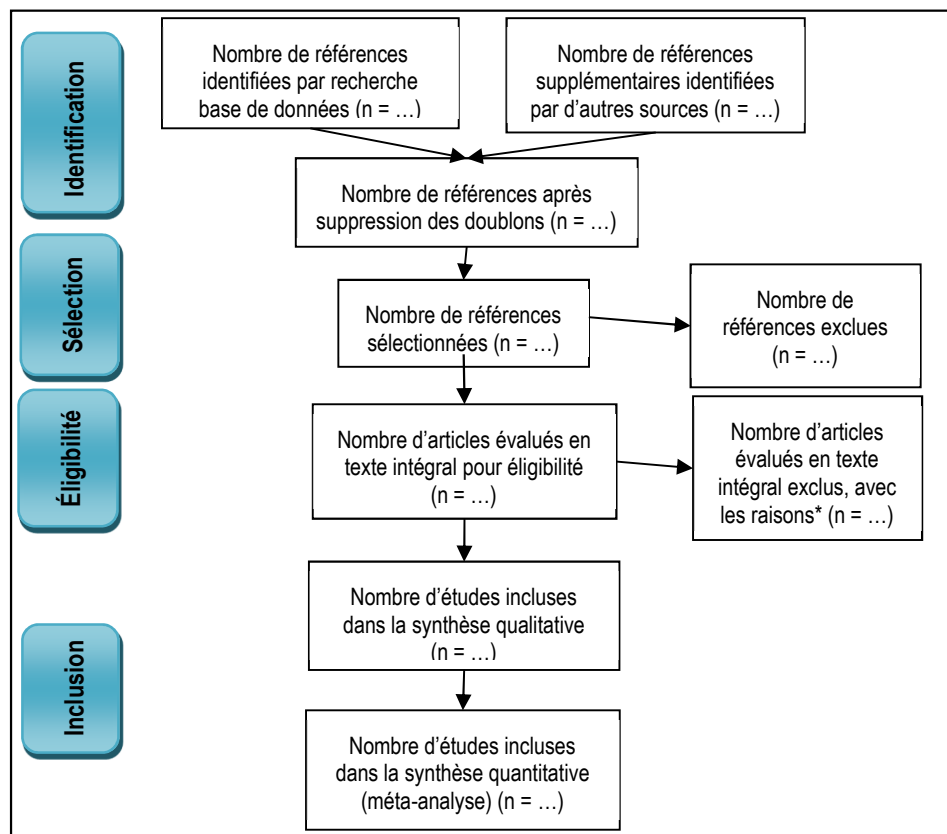 Identification
Nombre de références
identifiées par recherche
base de données (n = …)
Nombre de références
supplémentaires identifiées
par d’autres sources (n = …)
Nombre de références après
suppression des doublons (n = …)
Sélection
Nombre de références
sélectionnées (n = …)
Nombre de
références exclues
(n = …)
Éligibilité
Nombre d’articles évalués en
texte intégral pour éligibilité
(n = …)
Nombre d’articles
évalués en texte
intégral exclus, avec
les raisons* (n = …)
Inclusion
Nombre d’études incluses
dans la synthèse qualitative
(n = …)
Nombre d’études incluses
dans la synthèse quantitative
(méta-analyse) (n = …)